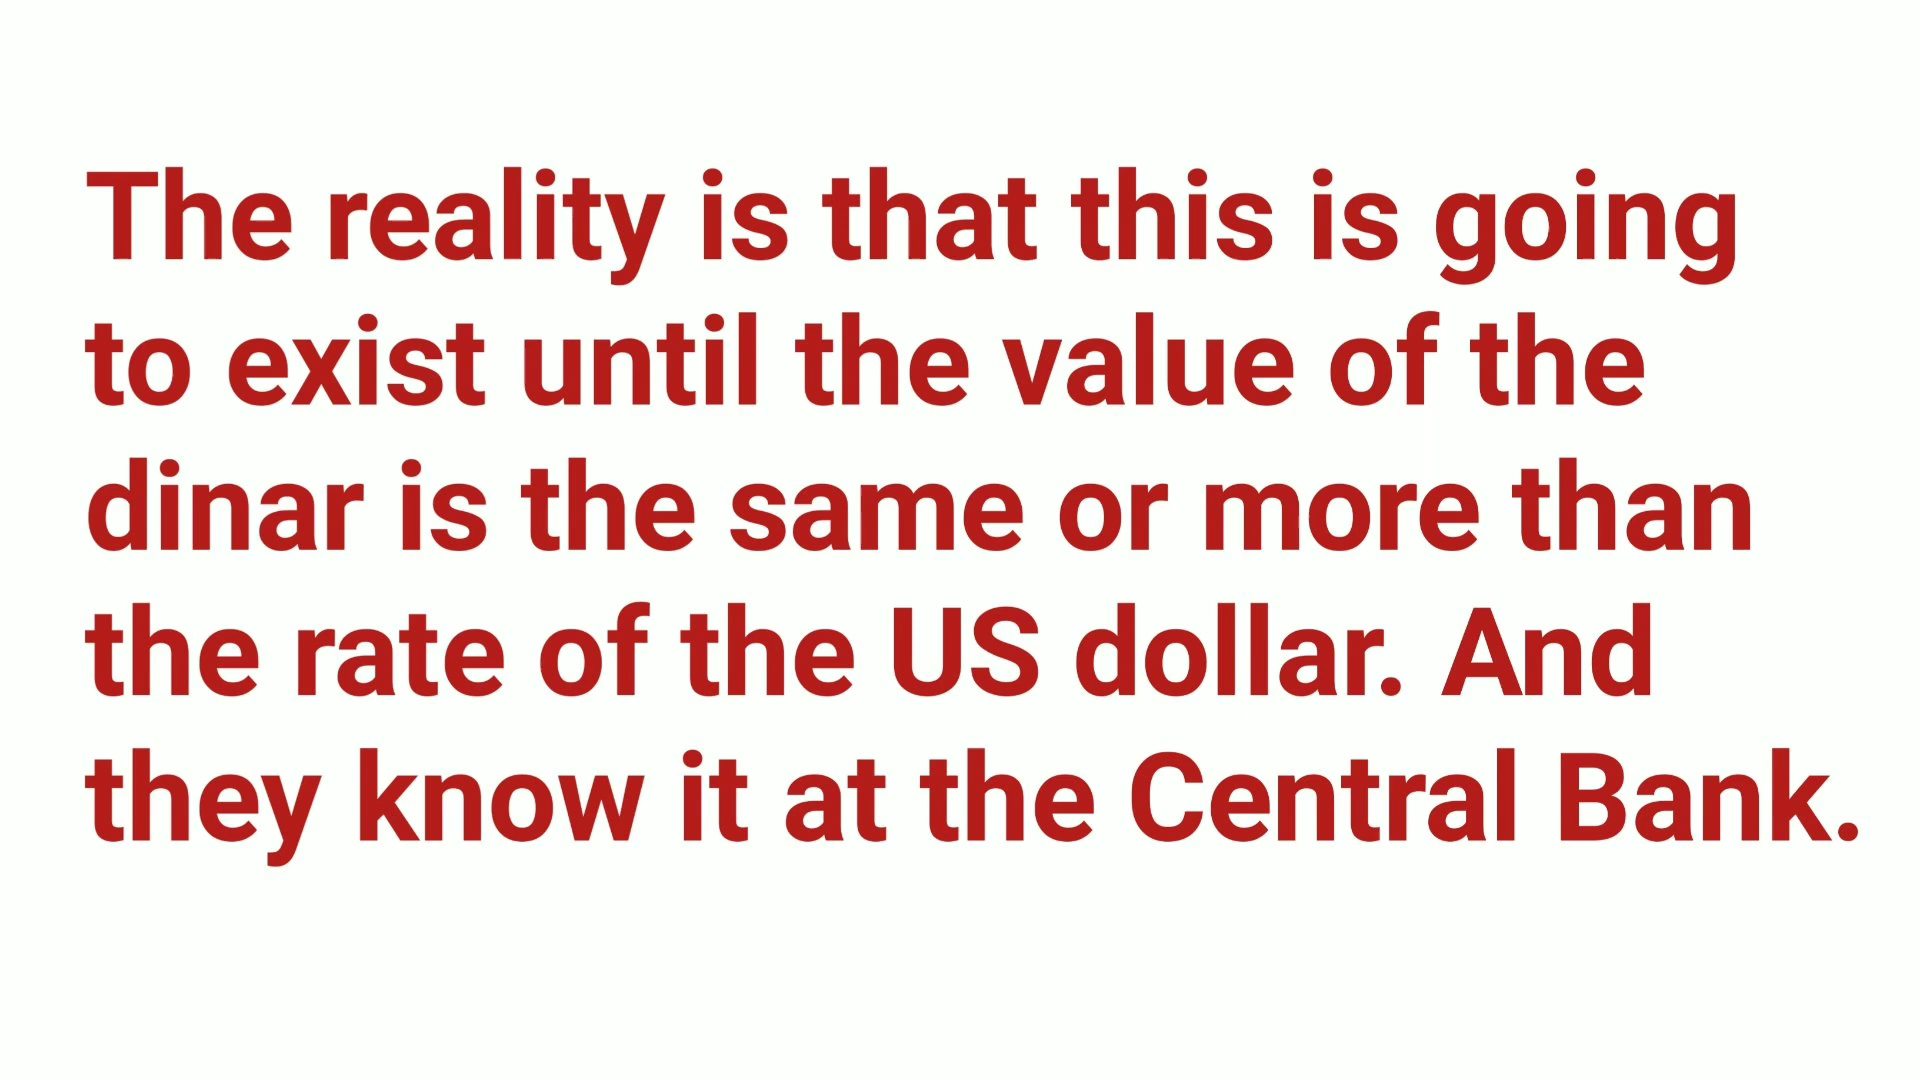 The reality is that this is going
to exist until the value of the
dinar is the same or more than
the rate of the US dollar. And
they know it at the Central Bank.